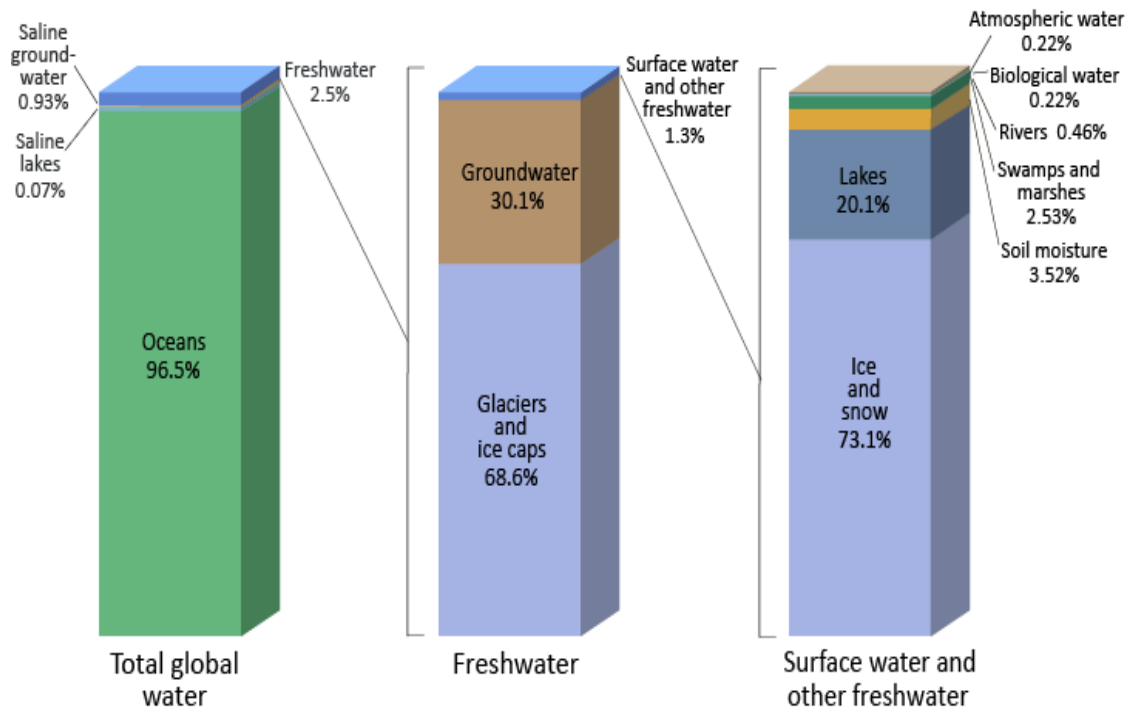 Saline
ground-
water
0.93%
Saline
lakes
0.07%
Freshwater
2.5%
Oceans
96.5%
Total global
water
Surface water
and other
freshwater
1.3%
Groundwater
30.1%
Glaciers
and
ice caps
68.6%
Freshwater
Atmospheric water
0.22%
Biological water
0.22%
Rivers 0.46%
Swamps and
marshes
2.53%
Soil moisture
3.52%
Lakes
20.1%
Ice
and
snow
73.1%
Surface water and
other freshwater